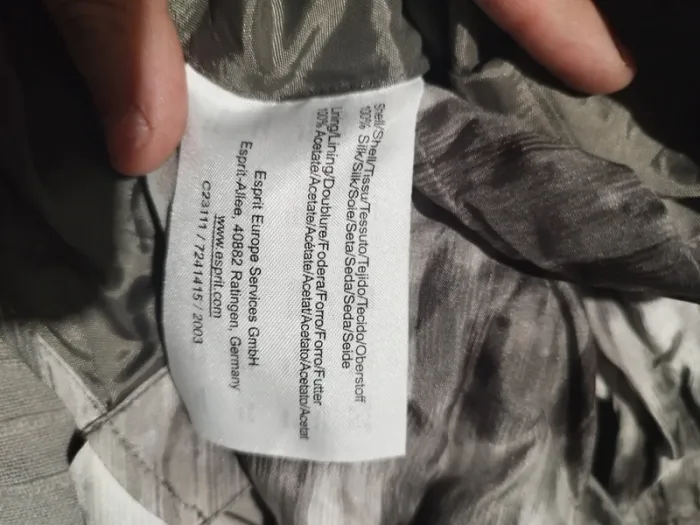 Shell/Shell/Tissu/Tessuto/Tejido/Tecido/Oberstoff
100% Silk/Silk/Soie/Seta/Seda/Seda/Seide
Lining/Lining/Doublure/Fodera/Forro/Forro/Futter
100% Acetate/Acetate/Acétate/Acetat/Acetato/Acetato/Acetat
Esprit Europe Services GmbH
Esprit-Allee, 40882 Ratingen, Germany
www.esprit.com
C23111 / 7241415 / 2003